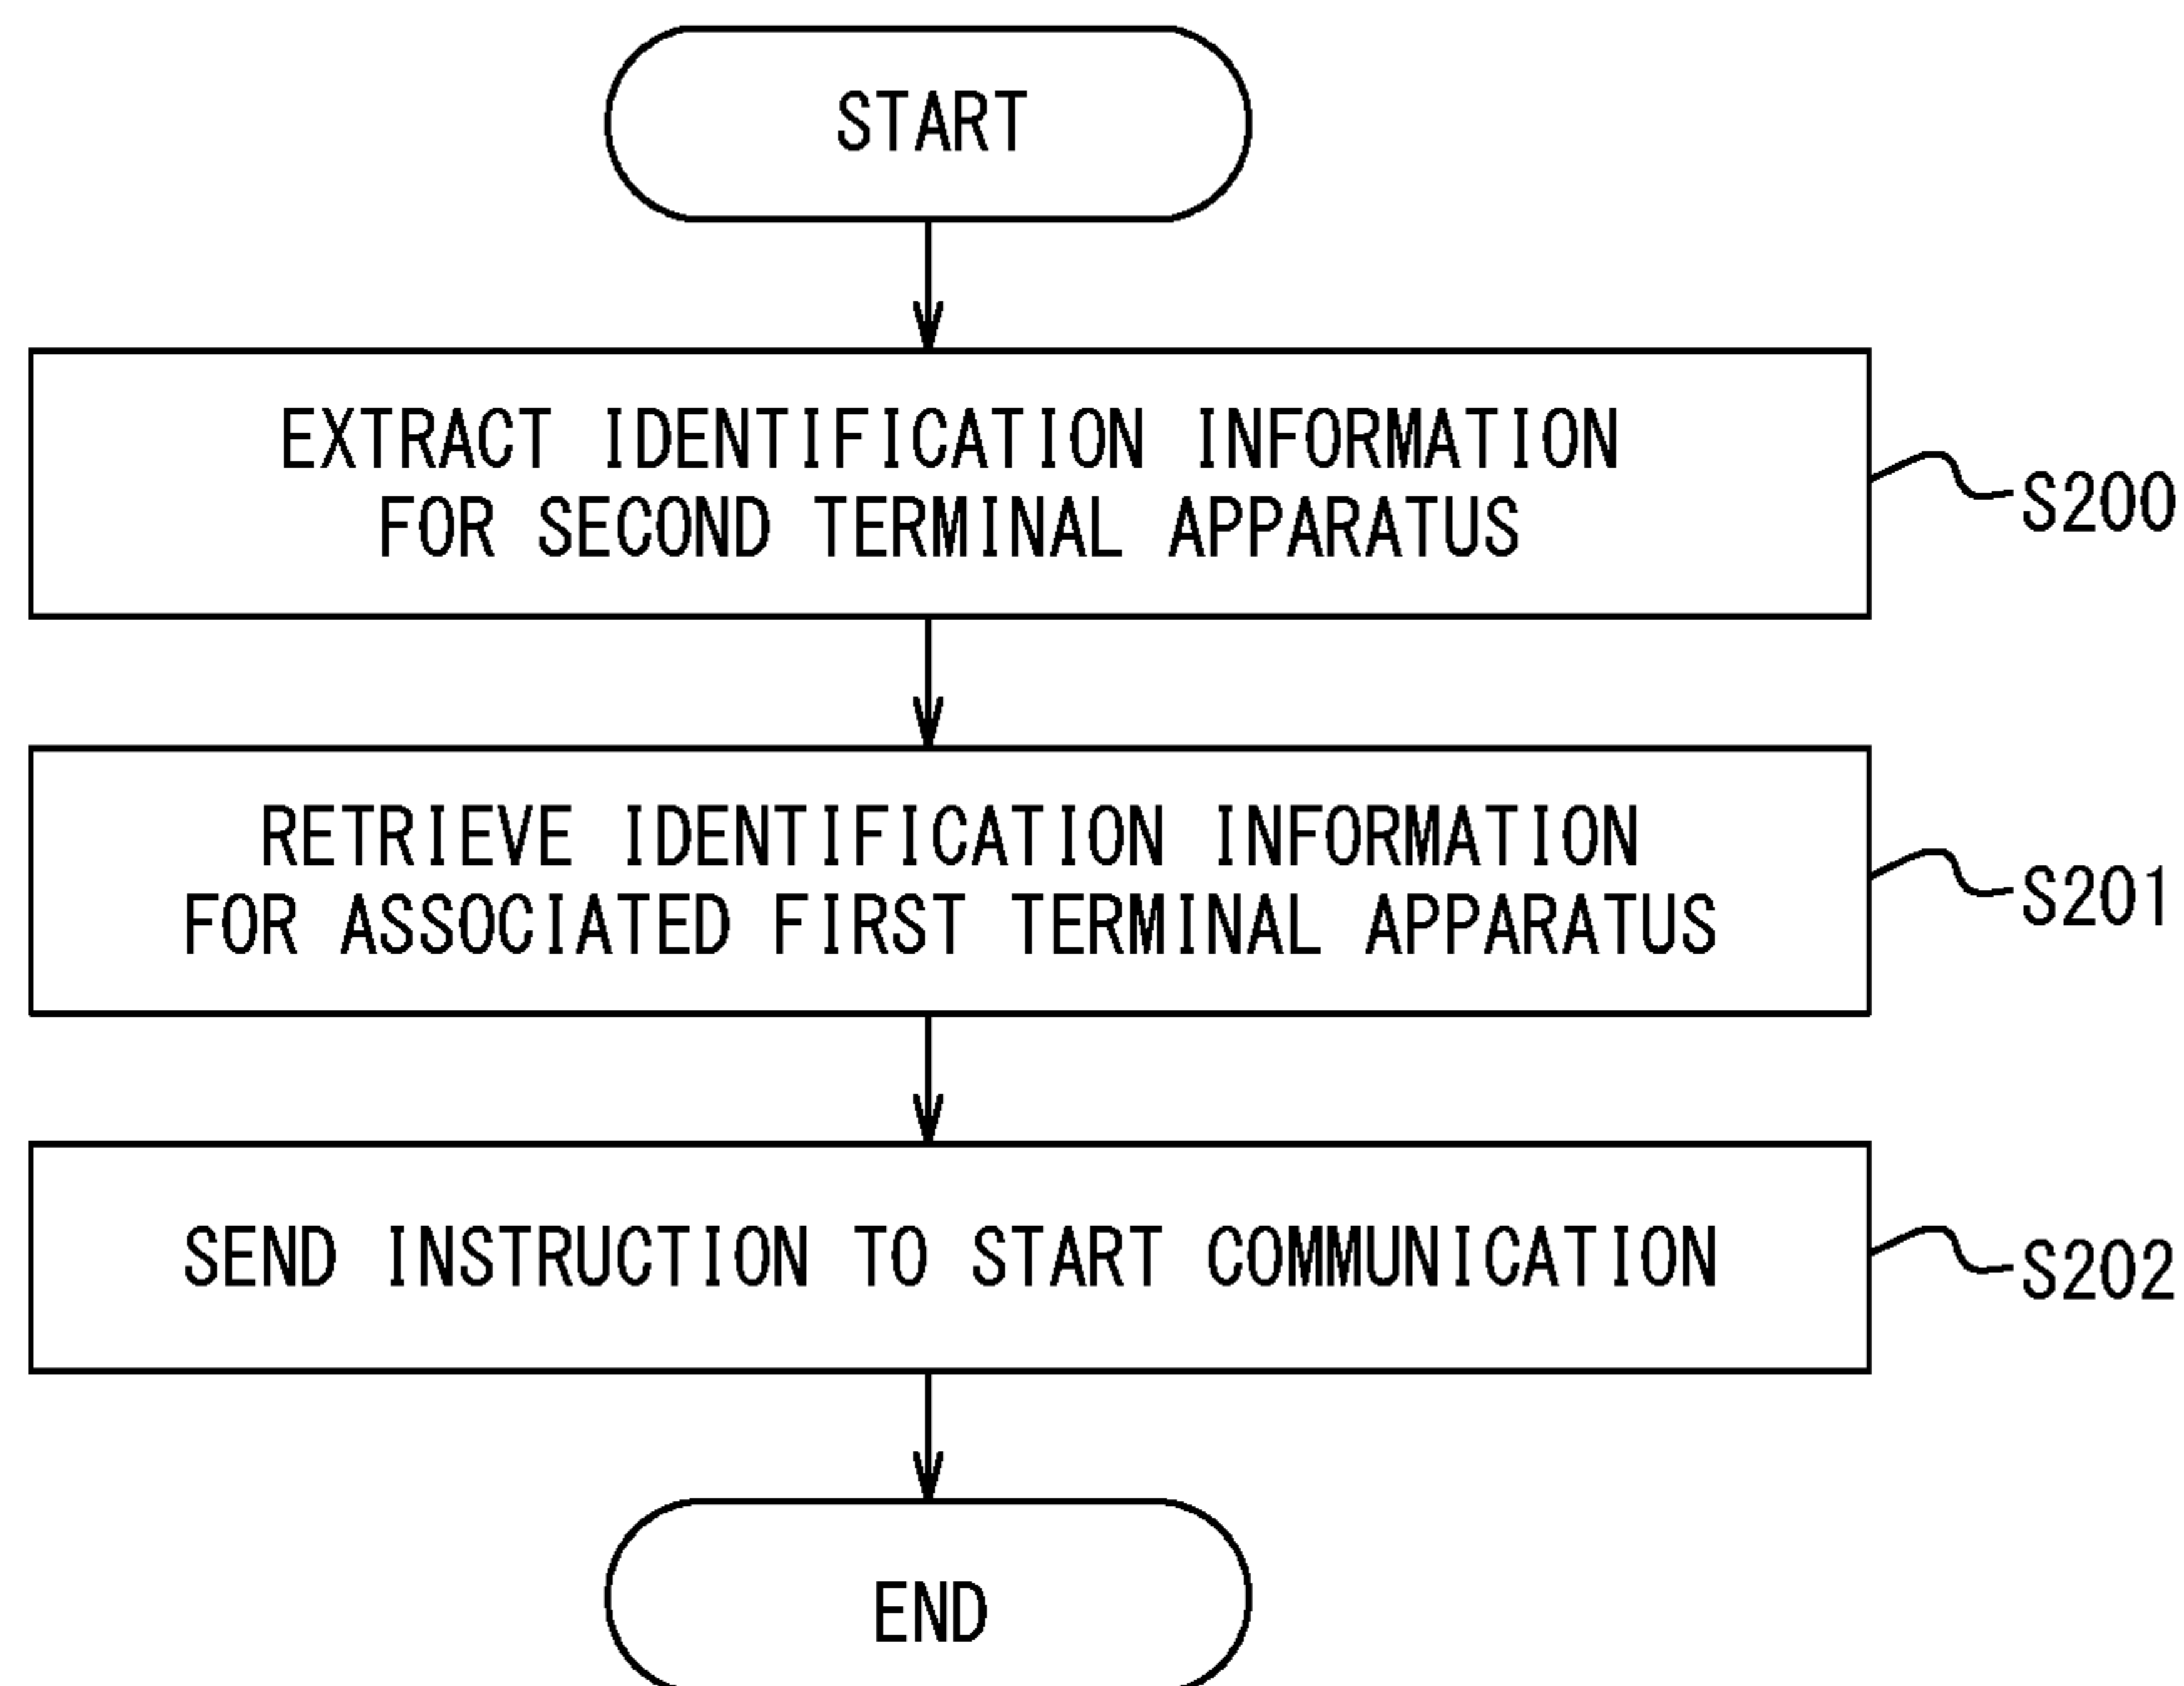 START
EXTRACT IDENTIFICATION INFORMATION
FOR SECOND TERMINAL APPARATUS
S200
RETRIEVE IDENTIFICATION INFORMATION
FOR ASSOCIATED FIRST TERMINAL APPARATUS
S201
SEND INSTRUCTION TO START COMMUNICATION
S202
END